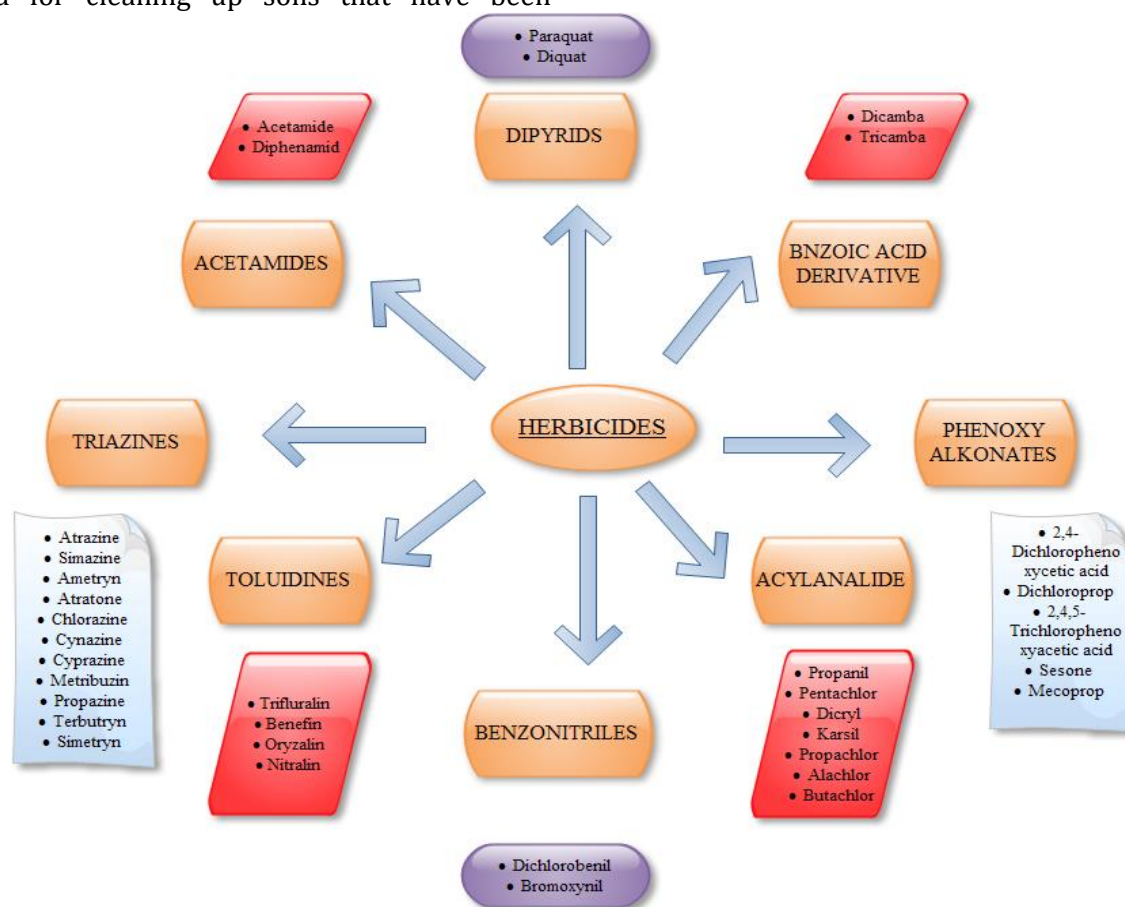 for cleaning up soils that have been
• Paraquat
• Diquat
DIPYRIDS
• Acetamide
• Diphenamid
ACETAMIDES
• Dicamba
• Tricamba
BNZOIC ACID
DERIVATIVE
HERBICIDES
TRIAZINES
• Atrazine
• Simazine
• Ametryn
• Atratone
• Chlorazine
• Cynazine
• Cyprazine
• Metribuzin
• Propazine
• Terbutryn
• Simetryn
PHENOXY
ALKONATES
• 2,4-
Dichloropheno
xycetic acid
• Dichloroprop
• 2,4,5-
Trichloropheno
xyacetic acid
• Sesone
• Mecoprop
TOLUIDINES
• Trifluralin
• Benefin
• Oryzalin
• Nitralin
ACYLANALIDE
• Propanil
• Pentachlor
• Dicryl
• Karsil
• Propachlor
• Alachlor
• Butachlor
BENZONITRILES
• Dichlorobenil
• Bromoxynil